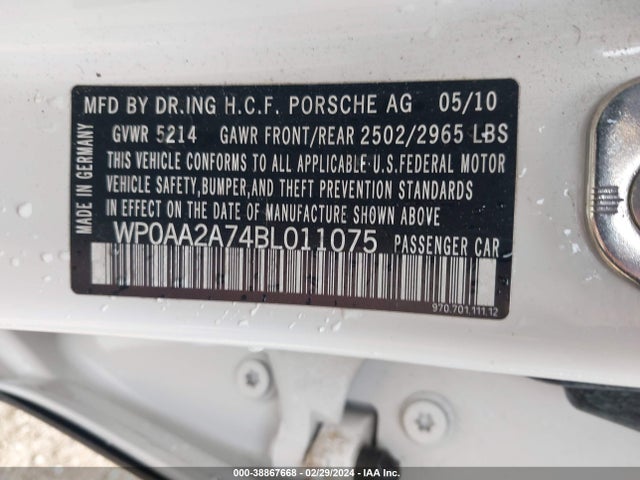 MFD BY DR.ING H.C.F. PORSCHE AG 05/10
GVWR 5214 GAWR FRONT/REAR 2502/2965 LBS
THIS VEHICLE CONFORMS TO ALL APPLICABLE U.S.FEDERAL MOTOR
VEHICLE SAFETY,BUMPER,AND THEFT PREVENTION STANDARDS
IN EFFECT ON THE DATE OF MANUFACTURE SHOWN ABOVE
WP0AA2A74BL011075 PASSENGER CAR
MADE IN GERMANY
970.701.111.12
000-38867668 - 02/29/2024 - IAA Inc.